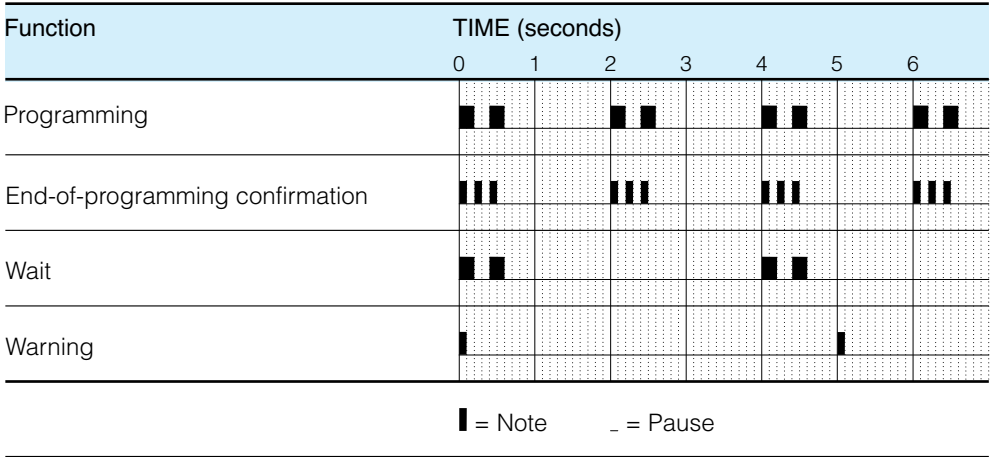 Function TIME (seconds)
0 1 2 3 4 5 6
Programming
End-of-programming confirmation
Wait
Warning
= Note _ = Pause